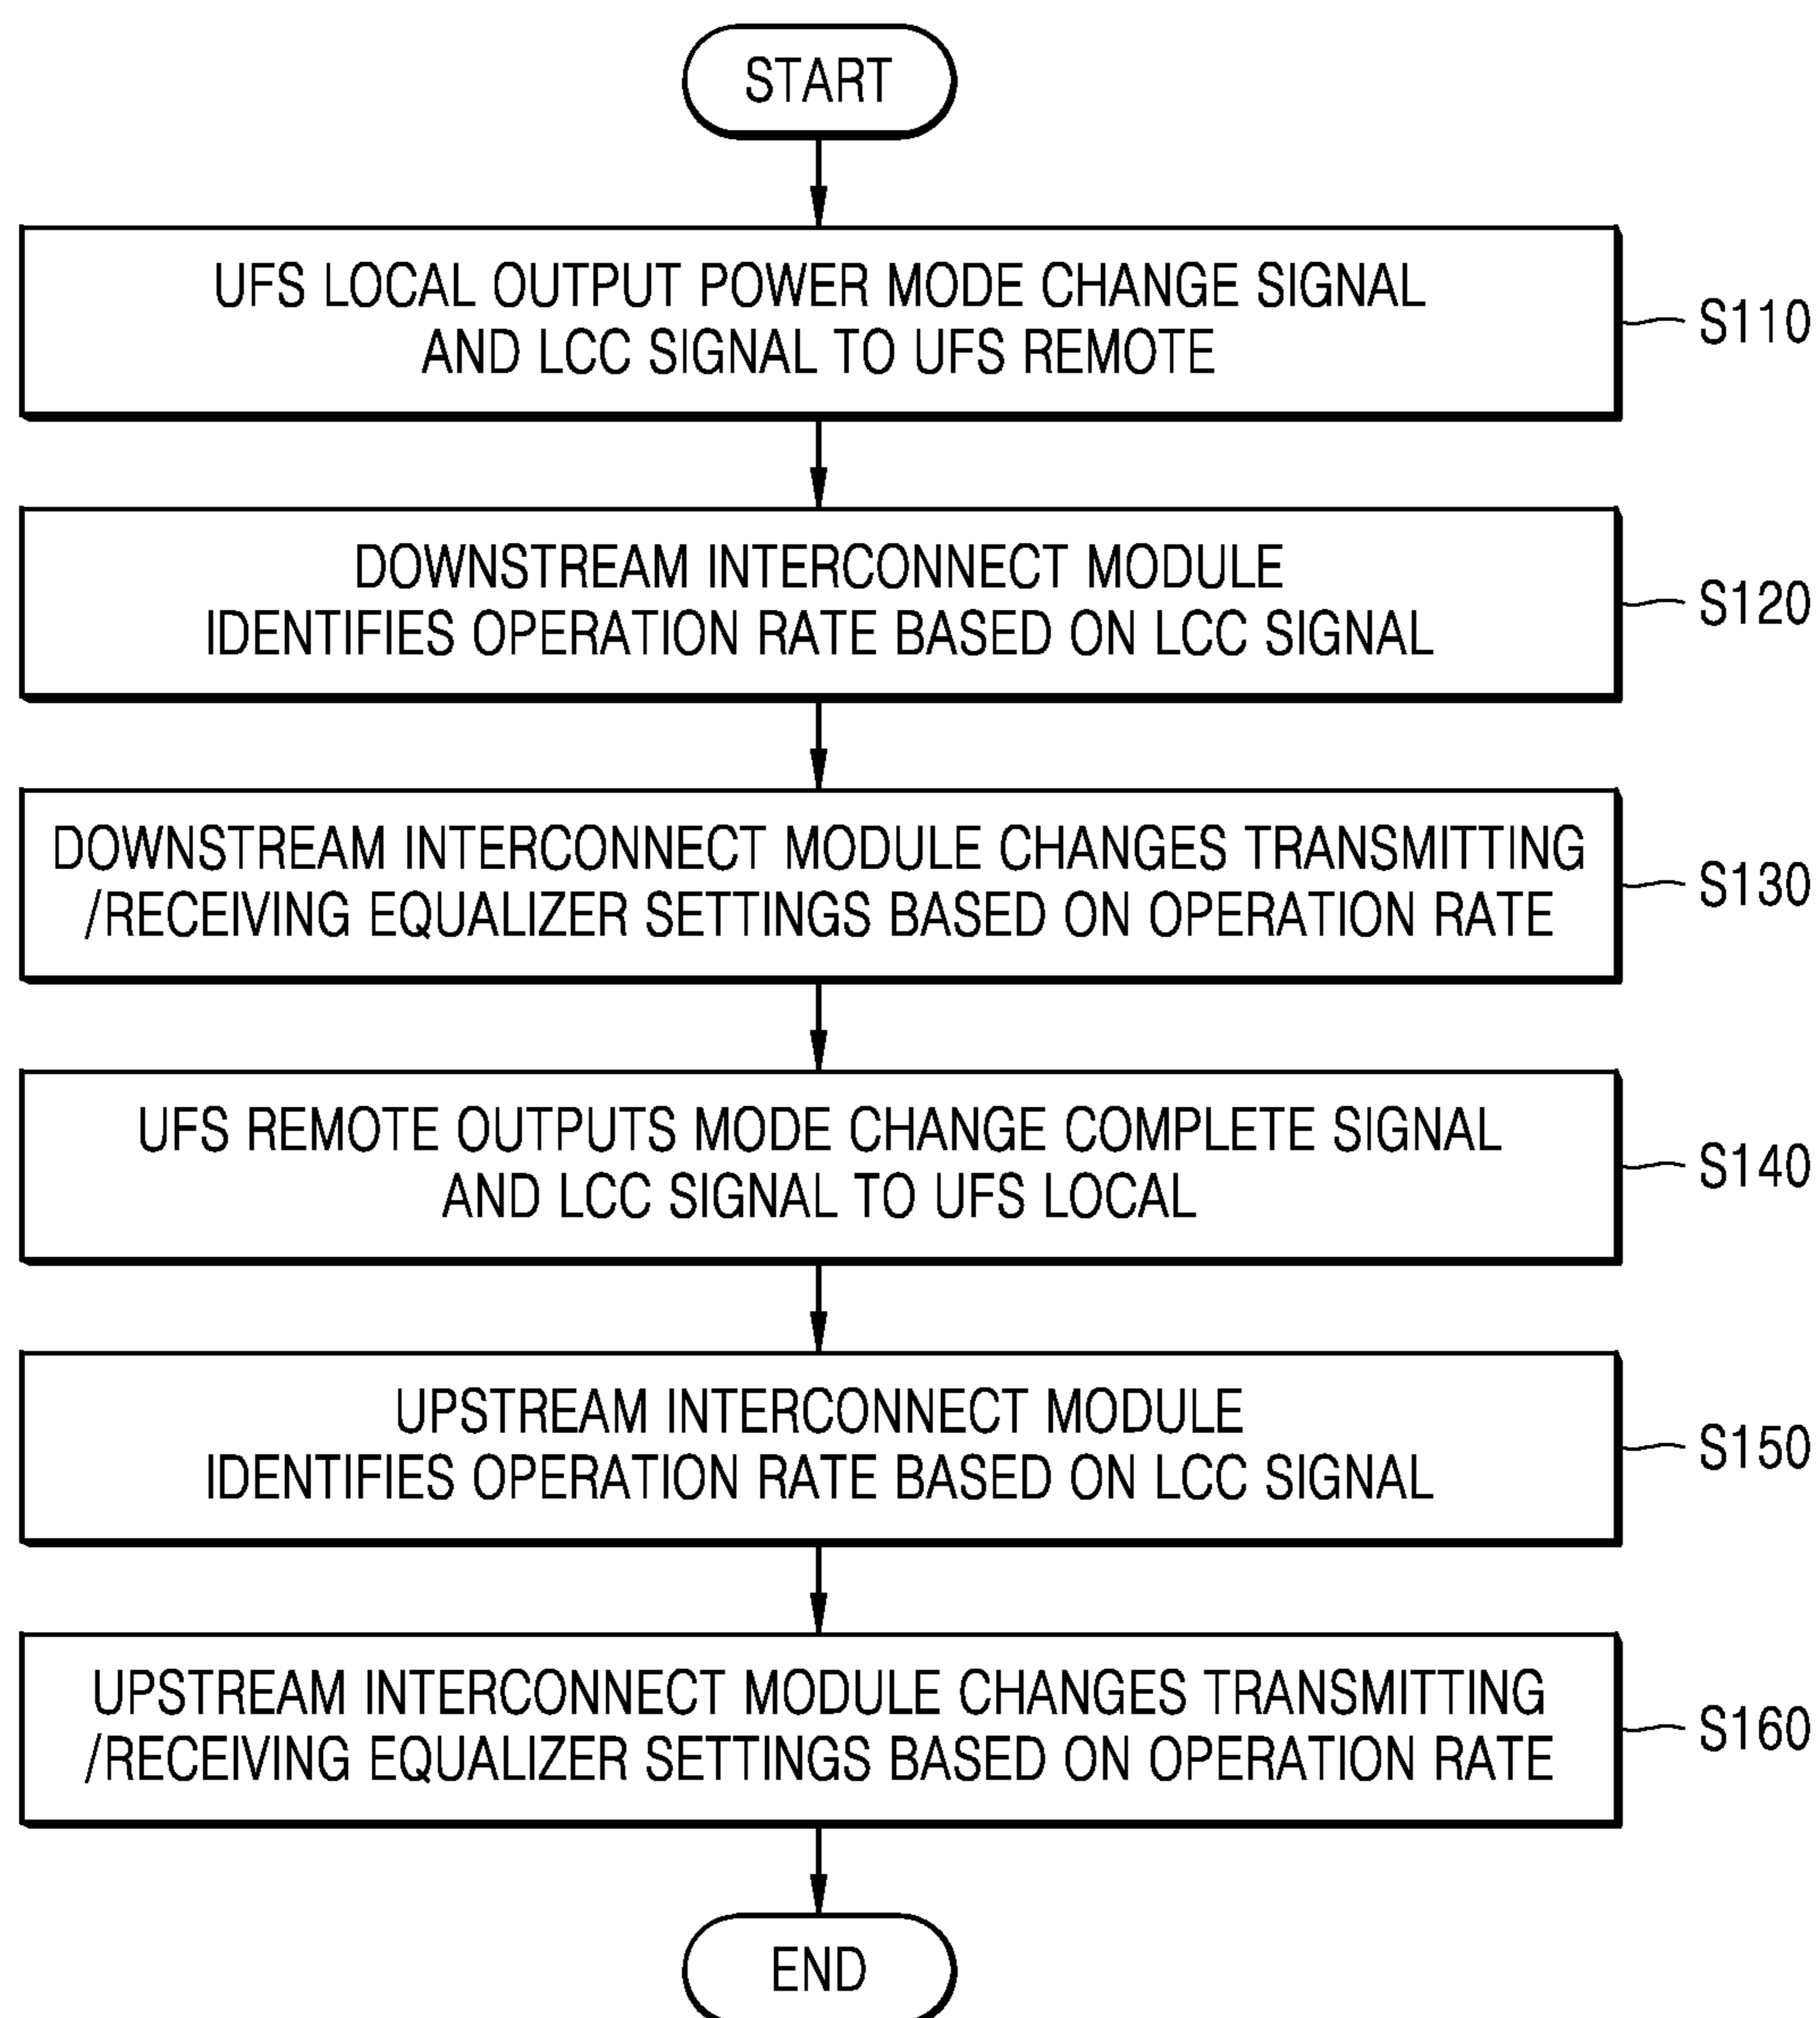 START
UFS LOCAL OUTPUT POWER MODE CHANGE SIGNAL
AND LCC SIGNAL TO UFS REMOTE
S110
DOWNSTREAM INTERCONNECT MODULE
IDENTIFIES OPERATION RATE BASED ON LCC SIGNAL
S120
DOWNSTREAM INTERCONNECT MODULE CHANGES TRANSMITTING
/RECEIVING EQUALIZER SETTINGS BASED ON OPERATION RATE
S130
UFS REMOTE OUTPUTS MODE CHANGE COMPLETE SIGNAL
AND LCC SIGNAL TO UFS LOCAL
S140
UPSTREAM INTERCONNECT MODULE
IDENTIFIES OPERATION RATE BASED ON LCC SIGNAL
S150
UPSTREAM INTERCONNECT MODULE CHANGES TRANSMITTING
/RECEIVING EQUALIZER SETTINGS BASED ON OPERATION RATE
S160
END